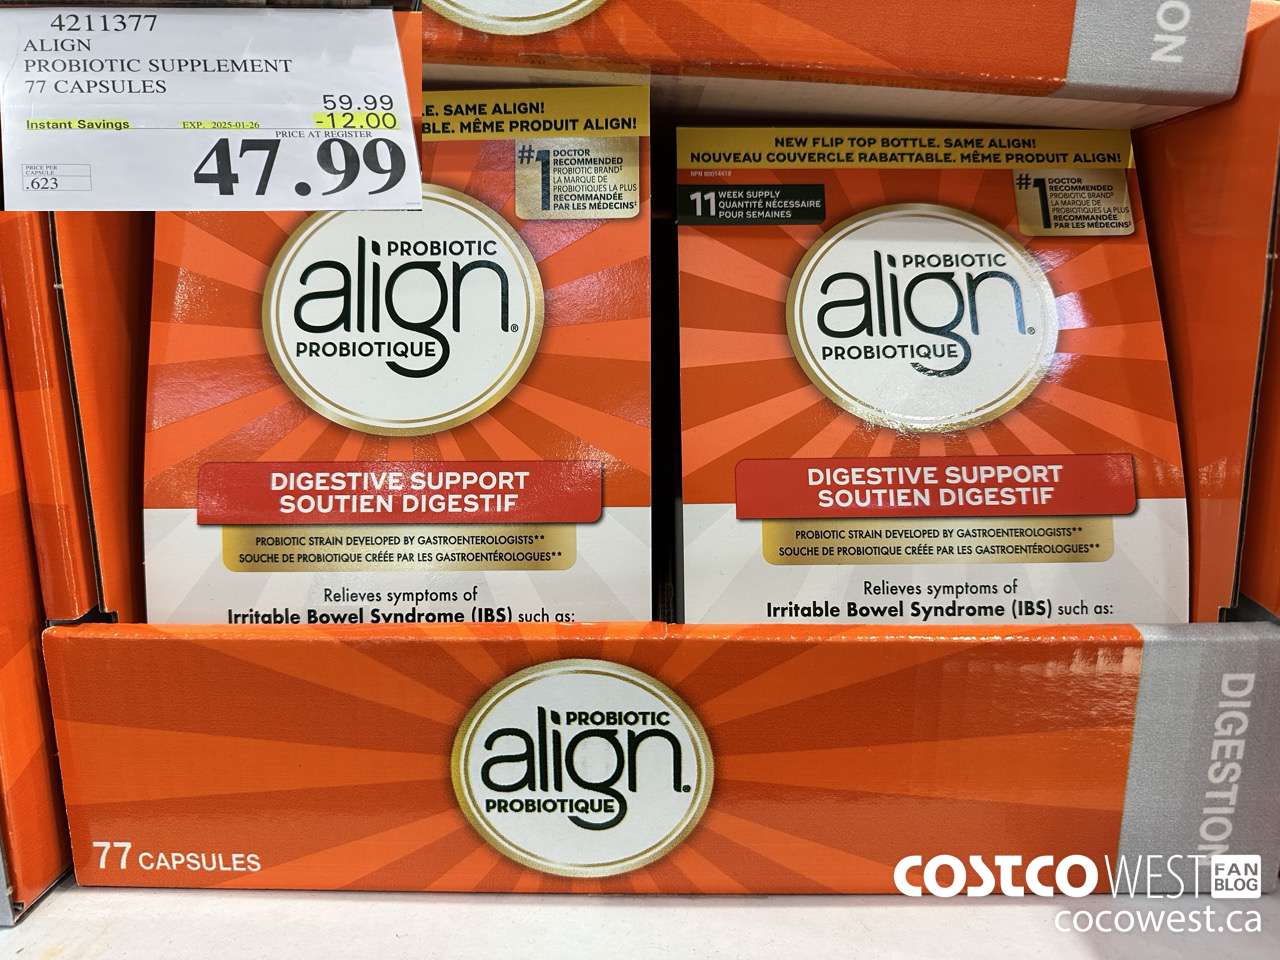 4211377
ALIGN
PROBIOTIC SUPPLEMENT
77 CAPSULES
59.99
Instant Savings EXP. 2025-01-26 -12.00
PRICE AT REGISTER
47.99
PRICE PER
CAPSULE
.623
ON
E. SAME ALIGN!
BLE. MÊME PRODUIT ALIGN!
#1 DOCTOR
RECOMMENDED
PROBIOTIC BRAND‡
LA MARQUE DE
PROBIOTIQUES LA PLUS
RECOMMANDÉE
PAR LES MÉDECINS‡
PROBIOTIC
align®
PROBIOTIQUE
DIGESTIVE SUPPORT
SOUTIEN DIGESTIF
PROBIOTIC STRAIN DEVELOPED BY GASTROENTEROLOGISTS**
SOUCHE DE PROBIOTIQUE CRÉÉE PAR LES GASTROENTÉROLOGUES**
Relieves symptoms of
Irritable Bowel Syndrome (IBS) such as:
NEW FLIP TOP BOTTLE. SAME ALIGN!
NOUVEAU COUVERCLE RABATTABLE. MÊME PRODUIT ALIGN!
NPN 80014418
11 WEEK SUPPLY
QUANTITÉ NÉCESSAIRE
POUR SEMAINES
#1 DOCTOR
RECOMMENDED
PROBIOTIC BRAND‡
LA MARQUE DE
PROBIOTIQUES LA PLUS
RECOMMANDÉE
PAR LES MÉDECINS‡
PROBIOTIC
align®
PROBIOTIQUE
DIGESTIVE SUPPORT
SOUTIEN DIGESTIF
PROBIOTIC STRAIN DEVELOPED BY GASTROENTEROLOGISTS**
SOUCHE DE PROBIOTIQUE CRÉÉE PAR LES GASTROENTÉROLOGUES**
Relieves symptoms of
Irritable Bowel Syndrome (IBS) such as:
PROBIOTIC
align®
PROBIOTIQUE
77 CAPSULES
DIGESTION
COSTCO WEST FAN BLOG
cocowest.ca